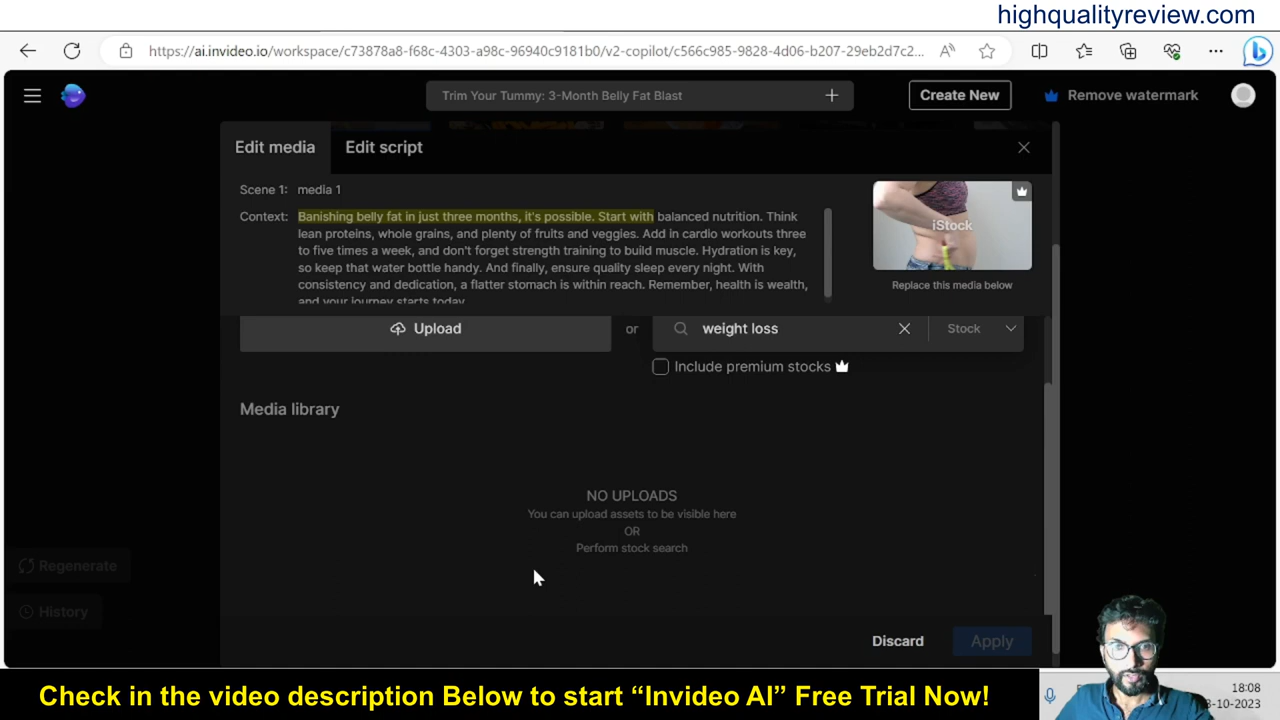 highqualityreview.com
https://ai.invideo.io/workspace/c73878a8-f68c-4303-a98c-96940c9181b0/v2-copilot/c566c985-9828-4d06-b207-29eb2d7c2...
Trim Your Tummy: 3-Month Belly Fat Blast
Create New
Remove watermark
Edit media
Edit script
Scene 1: media 1
Context: Banishing belly fat in just three months, it's possible. Start with balanced nutrition. Think
lean proteins, whole grains, and plenty of fruits and veggies. Add in cardio workouts three
to five times a week, and don't forget strength training to build muscle. Hydration is key,
so keep that water bottle handy. And finally, ensure quality sleep every night. With
consistency and dedication, a flatter stomach is within reach. Remember, health is wealth,
and your journey starts today.
iStock
Replace this media below
Upload
or
weight loss
Stock
Include premium stocks
Media library
NO UPLOADS
You can upload assets to be visible here
OR
Perform stock search
Regenerate
History
Discard
Apply
Check in the video description Below to start “Invideo AI” Free Trial Now!
18:08
3-10-2023